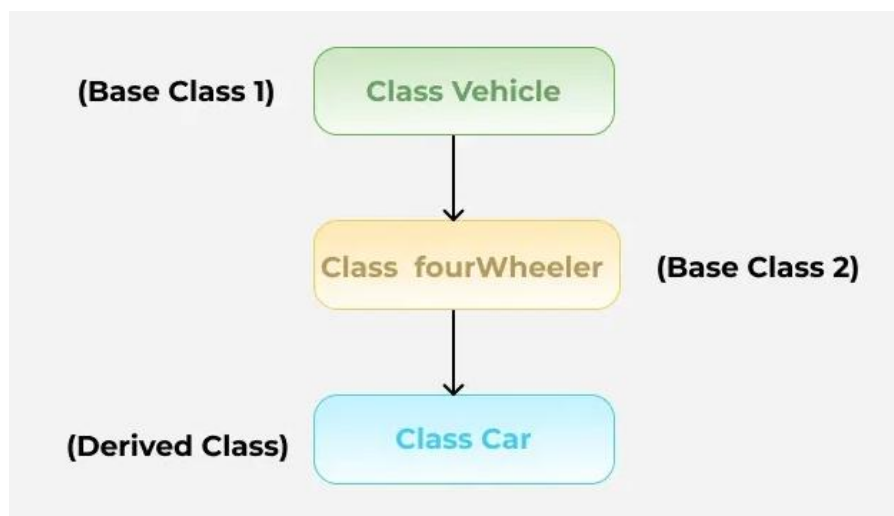 (Base Class 1)
Class Vehicle
Class fourWheeler
(Base Class 2)
(Derived Class)
Class Car